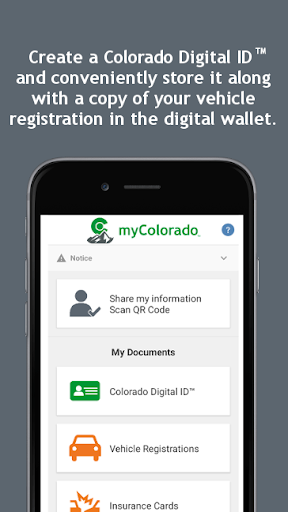 Create a Colorado Digital ID™
and conveniently store it along
with a copy of your vehicle
registration in the digital wallet.
myColorado
?
Notice
Share my information
Scan QR Code
My Documents
Colorado Digital ID™
Vehicle Registrations
Insurance Cards